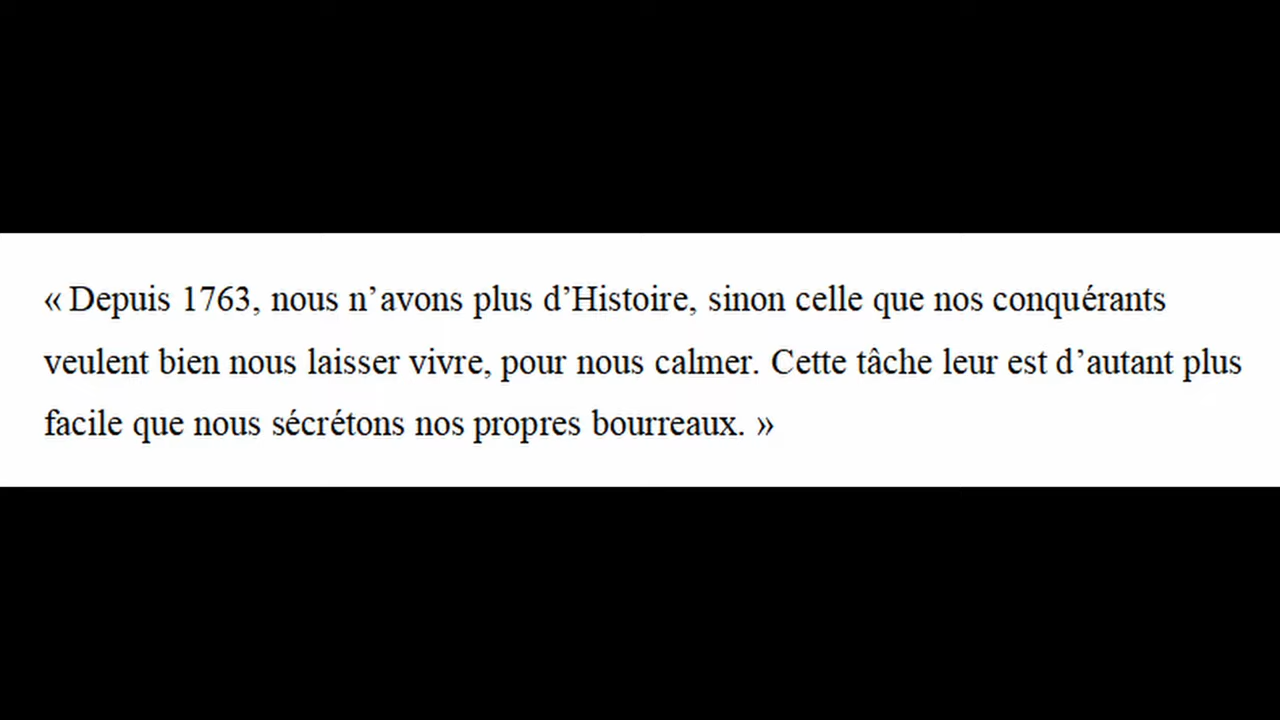 « Depuis 1763, nous n’avons plus d’Histoire, sinon celle que nos conquérants
veulent bien nous laisser vivre, pour nous calmer. Cette tâche leur est d’autant plus
facile que nous sécrétons nos propres bourreaux. »